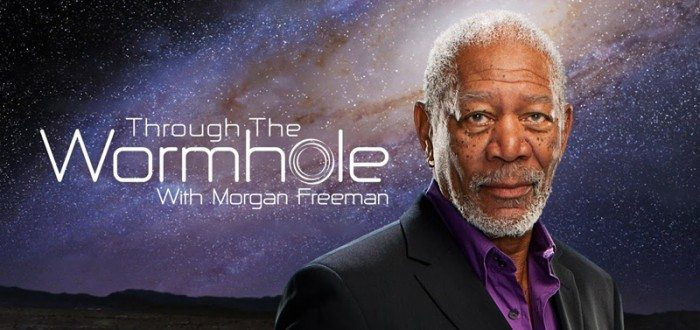 Through The
Wormhole
With Morgan Freeman